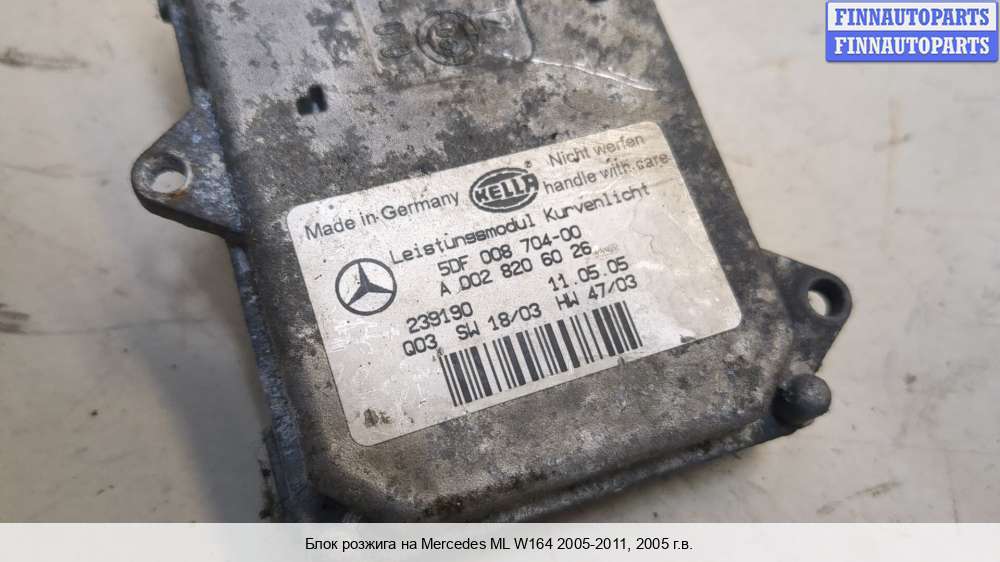 FINNAUTOPARTS
FINNAUTOPARTS
Made in Germany
HELLA
®
Nicht werfen
handle with care
Leistungsmodul Kurvenlicht
5DF 008 704-00
A 002 820 60 26
239190 11.05.05
Q03 SW 18/03 HW 47/03
Блок розжига на Mercedes ML W164 2005-2011, 2005 г.в.